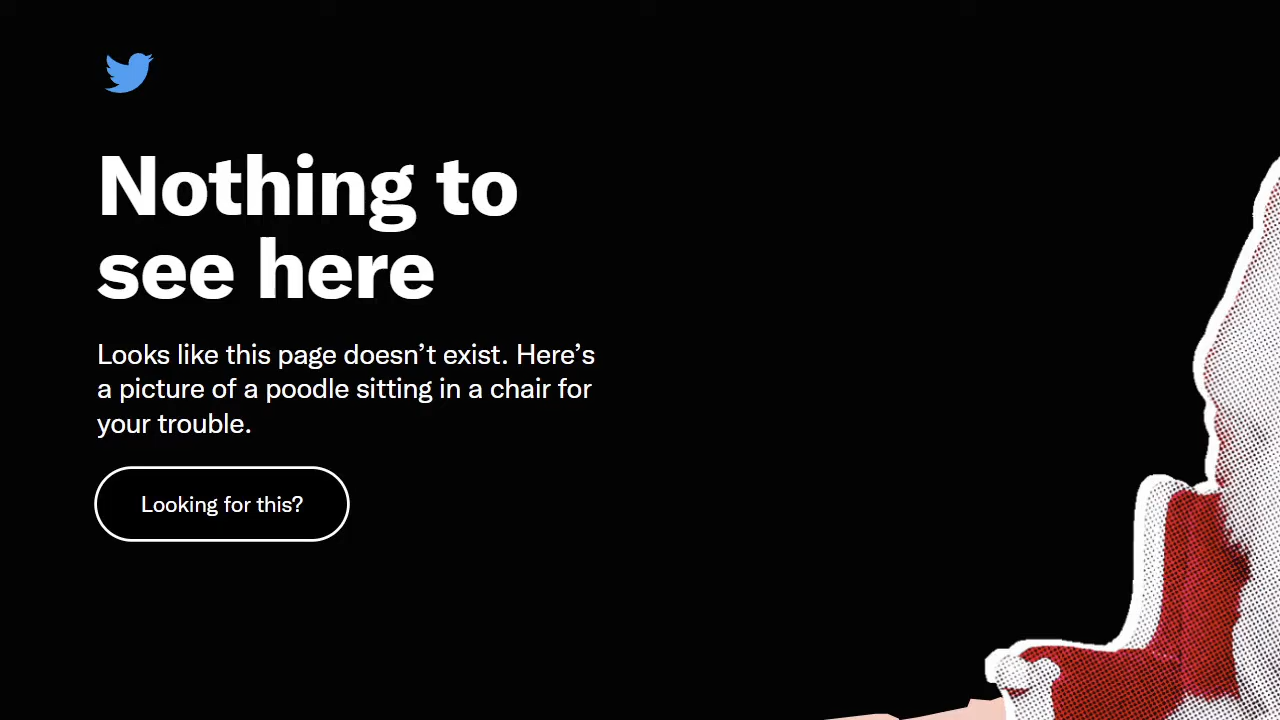 Nothing to
see here
Looks like this page doesn’t exist. Here’s
a picture of a poodle sitting in a chair for
your trouble.
Looking for this?